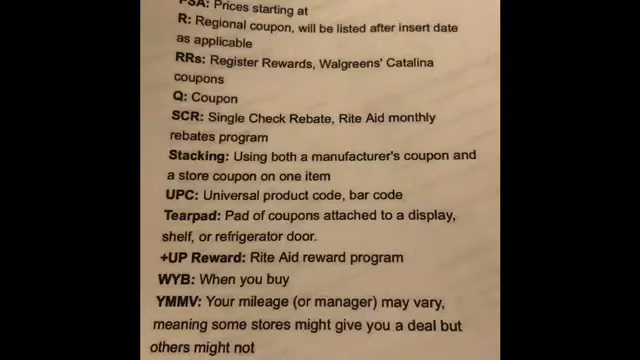 PSA: Prices starting at
R: Regional coupon, will be listed after insert date
as applicable
RRs: Register Rewards, Walgreens' Catalina
coupons
Q: Coupon
SCR: Single Check Rebate, Rite Aid monthly
rebates program
Stacking: Using both a manufacturer's coupon and
a store coupon on one item
UPC: Universal product code, bar code
Tearpad: Pad of coupons attached to a display,
shelf, or refrigerator door.
+UP Reward: Rite Aid reward program
WYB: When you buy
YMMV: Your mileage (or manager) may vary,
meaning some stores might give you a deal but
others might not